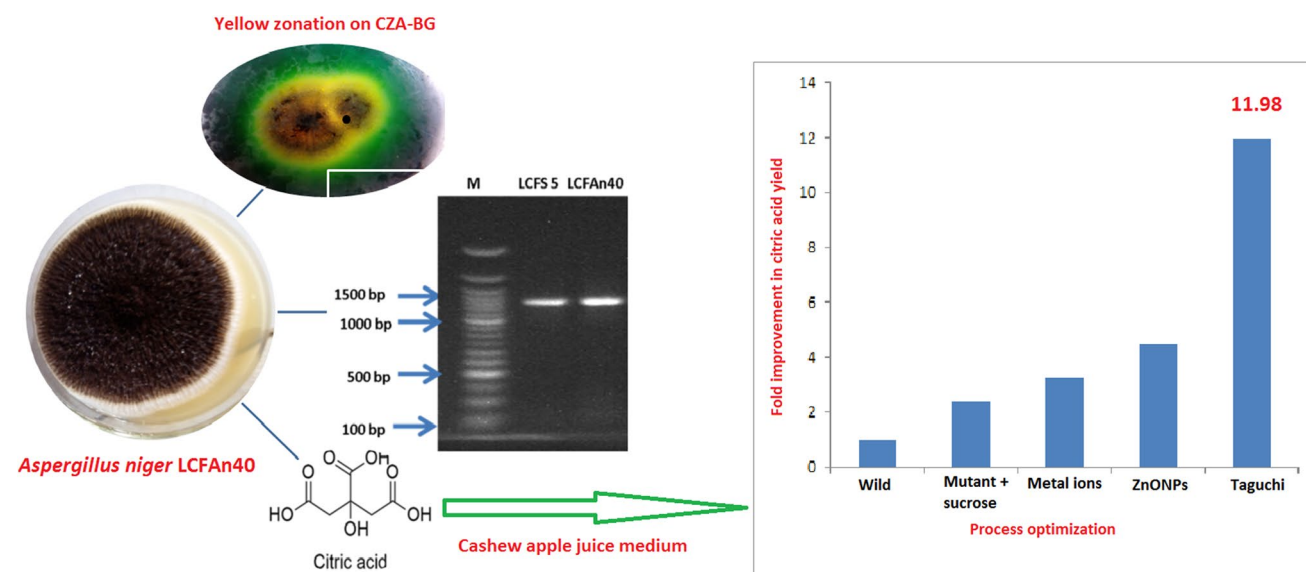 Yellow zonation on CZA-BG
M LCFS 5 LCFAn40
1500 bp
1000 bp
500 bp
100 bp
Aspergillus niger LCFAn40
O
OH
O
O
HO
OH
OH
Citric acid
Cashew apple juice medium
Fold improvement in citric acid yield
14
12
10
8
6
4
2
0
11.98
Wild Mutant + sucrose Metal ions ZnONPs Taguchi
Process optimization